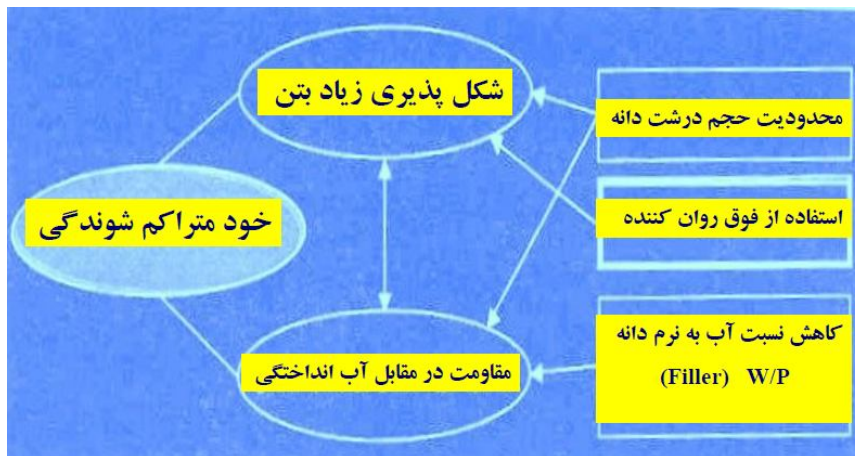 شکل پذیری زیاد بتن
محدودیت حجم درشت دانه
خود متراکم شوندگی
استفاده از فوق روان کننده
مقاومت در مقابل آب انداختگی
کاهش نسبت آب به نرم دانه
(Filler) W/P